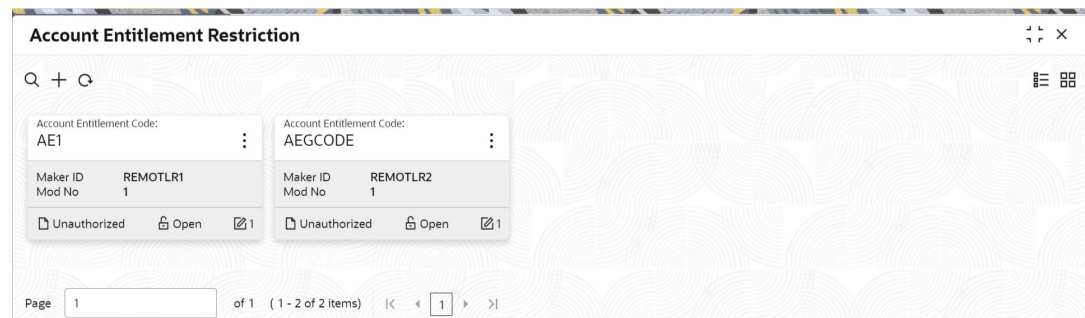 Account Entitlement Restriction
Account Entitlement Code:
AE1
Maker ID REMOTLR1
Mod No 1
Unauthorized Open 1
Account Entitlement Code:
AEGCODE
Maker ID REMOTLR2
Mod No 1
Unauthorized Open 1
Page 1 of 1 ( 1 - 2 of 2 items) 1